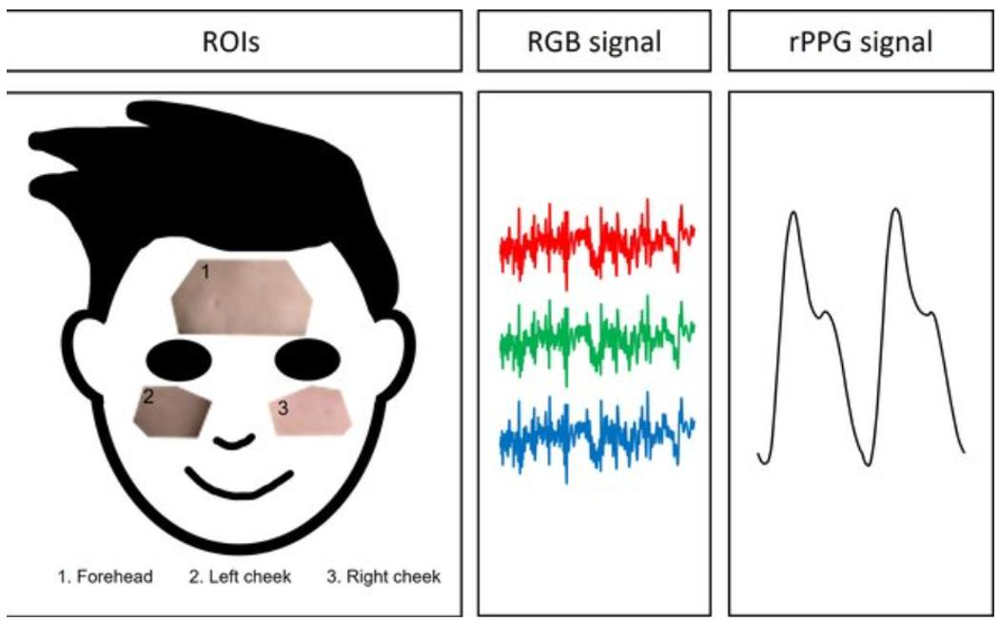 ROIs
RGB signal
rPPG signal
1
2
3
1. Forehead 2. Left cheek 3. Right cheek